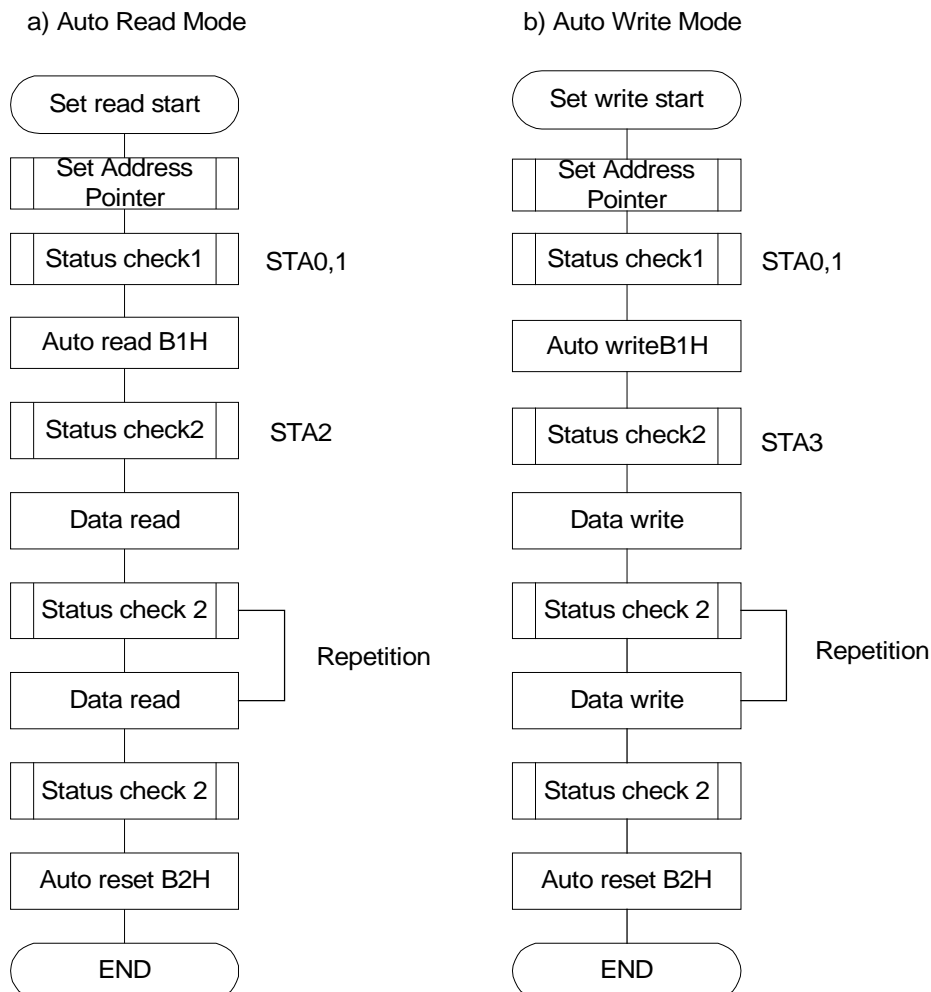 a) Auto Read Mode
Set read start
Set Address
Pointer
Status check1
STA0,1
Auto read B1H
Status check2
STA2
Data read
Status check 2
Repetition
Data read
Status check 2
Auto reset B2H
END
b) Auto Write Mode
Set write start
Set Address
Pointer
Status check1
STA0,1
Auto writeB1H
Status check2
STA3
Data write
Status check 2
Repetition
Data write
Status check 2
Auto reset B2H
END